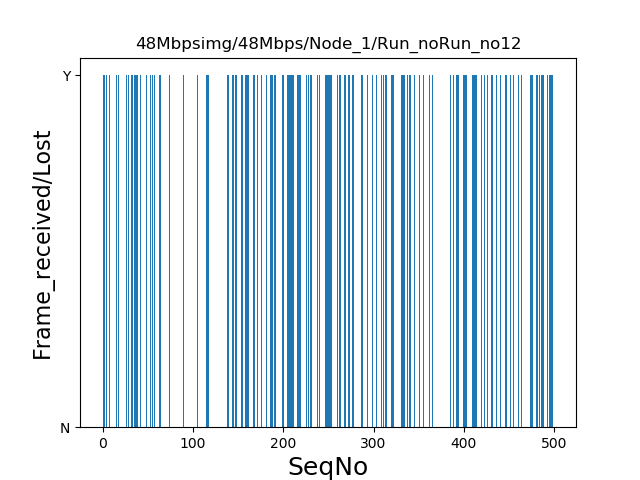 48Mbpsimg/48Mbps/Node_1/Run_noRun_no12
Y
Frame_received/Lost
N
0 100 200 300 400 500
SeqNo